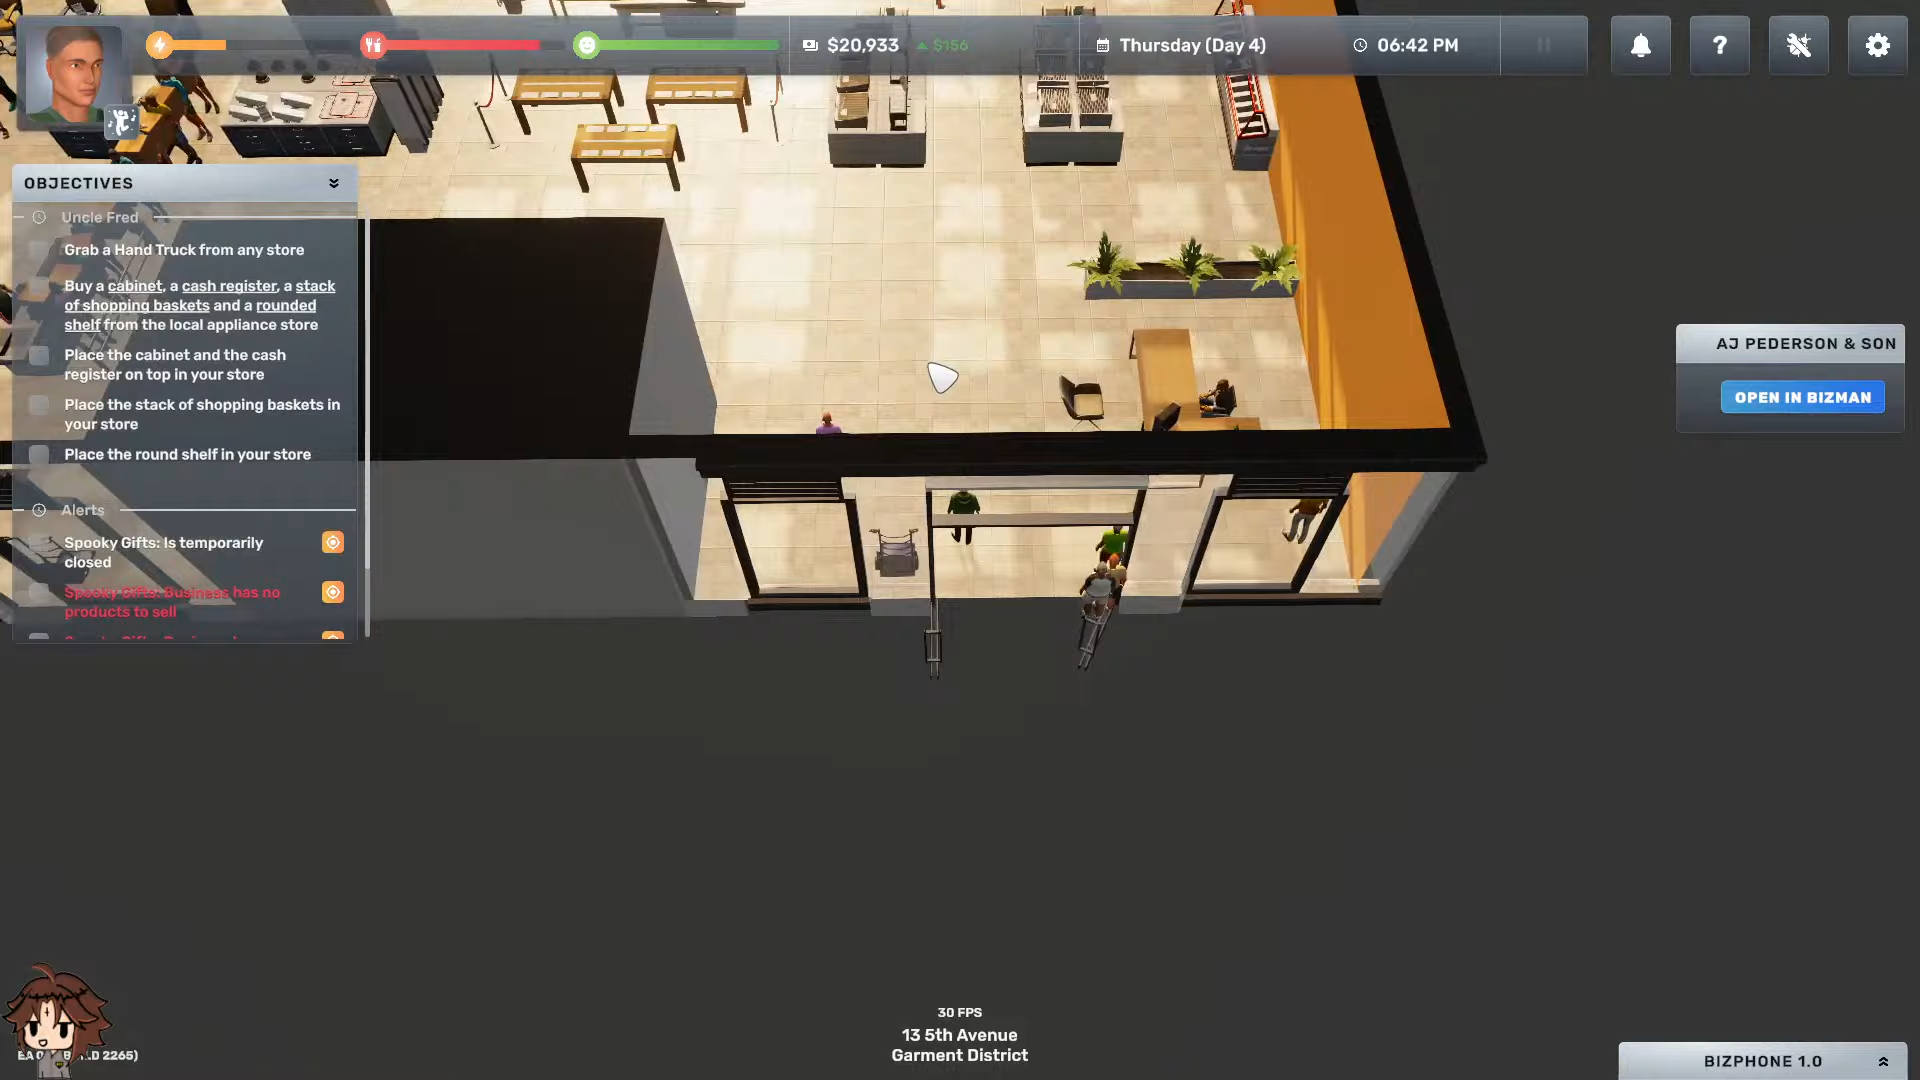 $20,933
$156
Thursday (Day 4)
06:42 PM
?
OBJECTIVES
Uncle Fred
Grab a Hand Truck from any store
Buy a cabinet, a cash register, a stack
of shopping baskets and a rounded
shelf from the local appliance store
Place the cabinet and the cash
register on top in your store
Place the stack of shopping baskets in
your store
Place the round shelf in your store
Alerts
Spooky Gifts: Is temporarily
closed
Spooky Gifts: Business has no
products to sell
AJ PEDERSON & SON
OPEN IN BIZMAN
30 FPS
13 5th Avenue
Garment District
EA 0
D 2265)
BIZPHONE 1.0